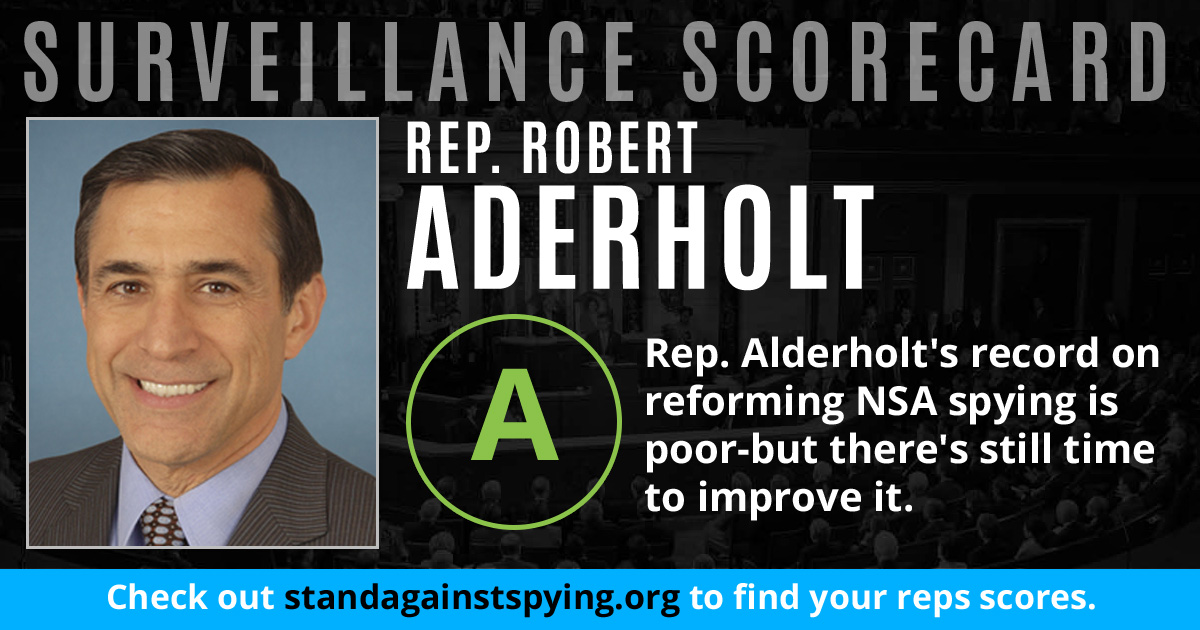 SURVEILLANCE SCORECARD
REP. ROBERT
ADERHOLT
A
Rep. Alderholt's record on
reforming NSA spying is
poor-but there's still time
to improve it.
Check out standagainstspying.org to find your reps scores.